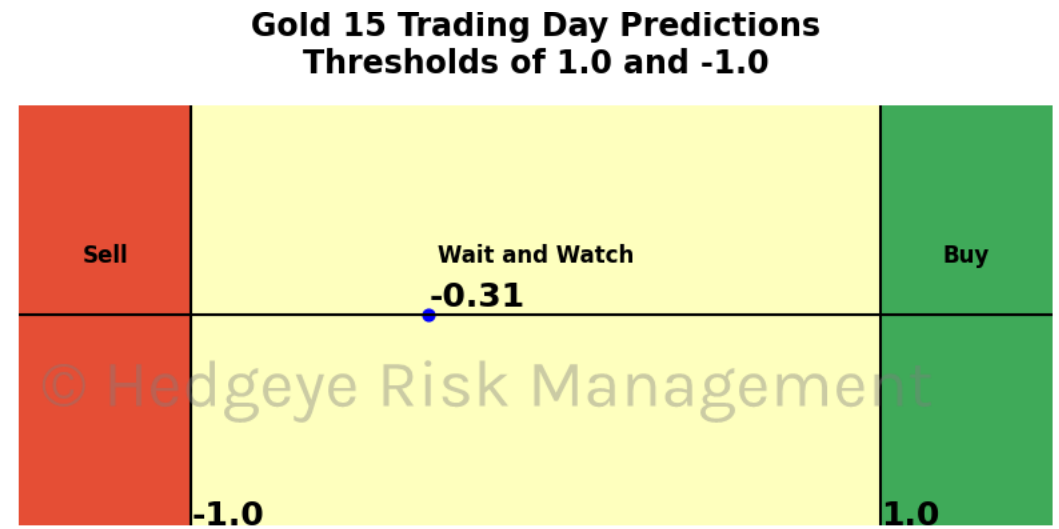 Gold 15 Trading Day Predictions
Thresholds of 1.0 and -1.0
Sell Wait and Watch Buy
-0.31
© Hedgeye Risk Management
-1.0 1.0